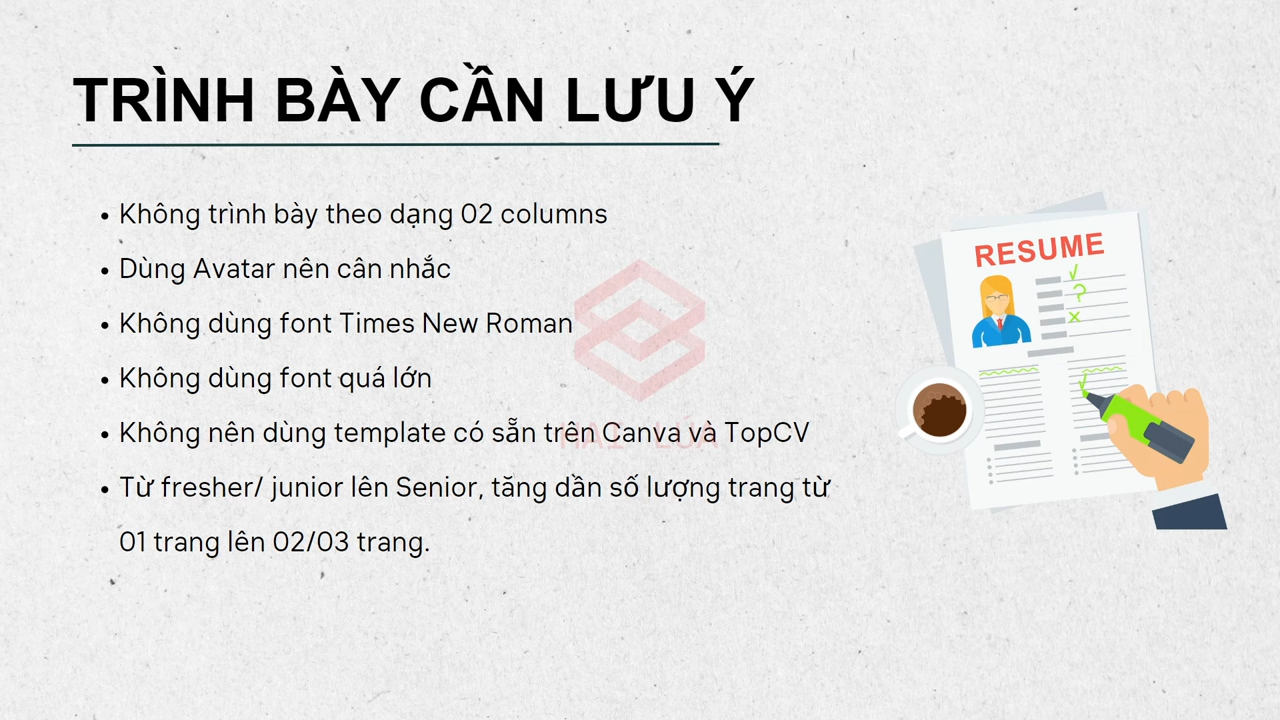 TRÌNH BÀY CẦN LƯU Ý
• Không trình bày theo dạng 02 columns
• Dùng Avatar nên cân nhắc
• Không dùng font Times New Roman
• Không dùng font quá lớn
• Không nên dùng template có sẵn trên Canva và TopCV
• Từ fresher/ junior lên Senior, tăng dần số lượng trang từ
01 trang lên 02/03 trang.
RESUME